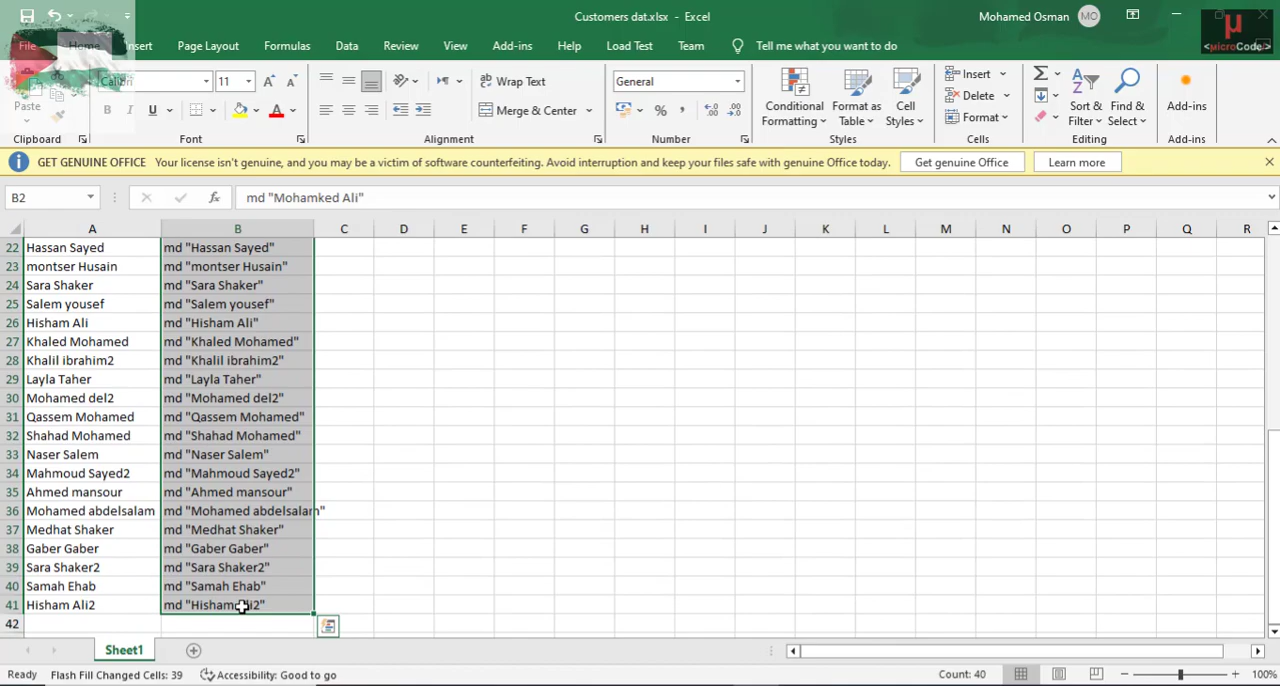 Customers dat.xlsx - Excel
Mohamed Osman MO
File Home Insert Page Layout Formulas Data Review View Add-ins Help Load Test Team Tell me what you want to do
µ
<MicroCode>
Paste
Calibri 11
B I U
Wrap Text
Merge & Center
General
Conditional Formatting
Format as Table
Cell Styles
Insert
Delete
Format
Sort & Filter
Find & Select
Add-ins
Clipboard Font Alignment Number Styles Cells Editing Add-ins
GET GENUINE OFFICE Your license isn't genuine, and you may be a victim of software counterfeiting. Avoid interruption and keep your files safe with genuine Office today. Get genuine Office Learn more
B2 fx md "Mohamked Ali"
A B C D E F G H I J K L M N O P Q R
22 Hassan Sayed md "Hassan Sayed"
23 montser Husain md "montser Husain"
24 Sara Shaker md "Sara Shaker"
25 Salem yousef md "Salem yousef"
26 Hisham Ali md "Hisham Ali"
27 Khaled Mohamed md "Khaled Mohamed"
28 Khalil ibrahim2 md "Khalil ibrahim2"
29 Layla Taher md "Layla Taher"
30 Mohamed del2 md "Mohamed del2"
31 Qassem Mohamed md "Qassem Mohamed"
32 Shahad Mohamed md "Shahad Mohamed"
33 Naser Salem md "Naser Salem"
34 Mahmoud Sayed2 md "Mahmoud Sayed2"
35 Ahmed mansour md "Ahmed mansour"
36 Mohamed abdelsalam md "Mohamed abdelsalam"
37 Medhat Shaker md "Medhat Shaker"
38 Gaber Gaber md "Gaber Gaber"
39 Sara Shaker2 md "Sara Shaker2"
40 Samah Ehab md "Samah Ehab"
41 Hisham Ali2 md "Hisham Ali2"
42
Sheet1
Ready Flash Fill Changed Cells: 39 Accessibility: Good to go Count: 40 100%